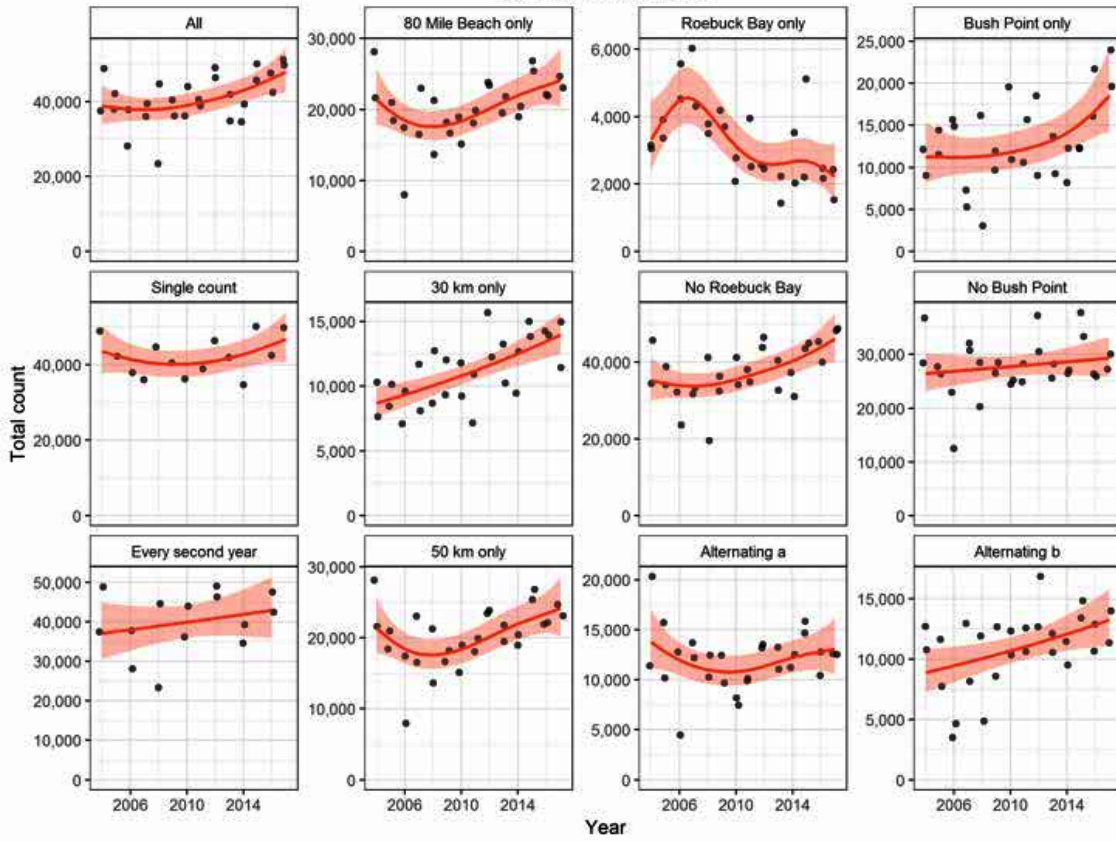 All
80 Mile Beach only
Roebuck Bay only
Bush Point only
40,000
20,000
0
30,000
20,000
10,000
0
6,000
4,000
2,000
0
25,000
20,000
15,000
10,000
5,000
0
Single count
30 km only
No Roebuck Bay
No Bush Point
40,000
20,000
0
15,000
10,000
5,000
0
40,000
20,000
0
30,000
20,000
10,000
0
Every second year
50 km only
Alternating a
Alternating b
50,000
40,000
30,000
20,000
10,000
0
30,000
20,000
10,000
0
20,000
15,000
10,000
5,000
0
15,000
10,000
5,000
0
2006 2010 2014
2006 2010 2014
2006 2010 2014
2006 2010 2014
Total count
Year